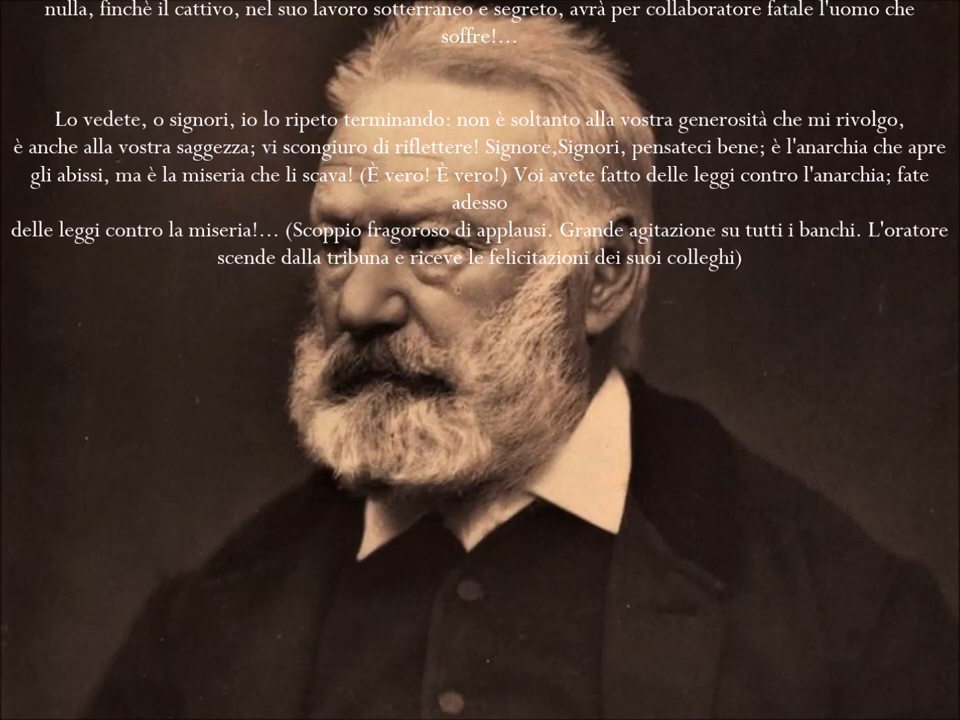 nulla, finchè il cattivo, nel suo lavoro sotterraneo e segreto, avrà per collaboratore fatale l'uomo che
soffre!...
Lo vedete, o signori, io lo ripeto terminando: non è soltanto alla vostra generosità che mi rivolgo,
è anche alla vostra saggezza; vi scongiuro di riflettere! Signore,Signori, pensateci bene; è l'anarchia che apre
gli abissi, ma è la miseria che li scava! (È vero! È vero!) Voi avete fatto delle leggi contro l'anarchia; fate
adesso
delle leggi contro la miseria!... (Scoppio fragoroso di applausi. Grande agitazione su tutti i banchi. L'oratore
scende dalla tribuna e riceve le felicitazioni dei suoi colleghi)